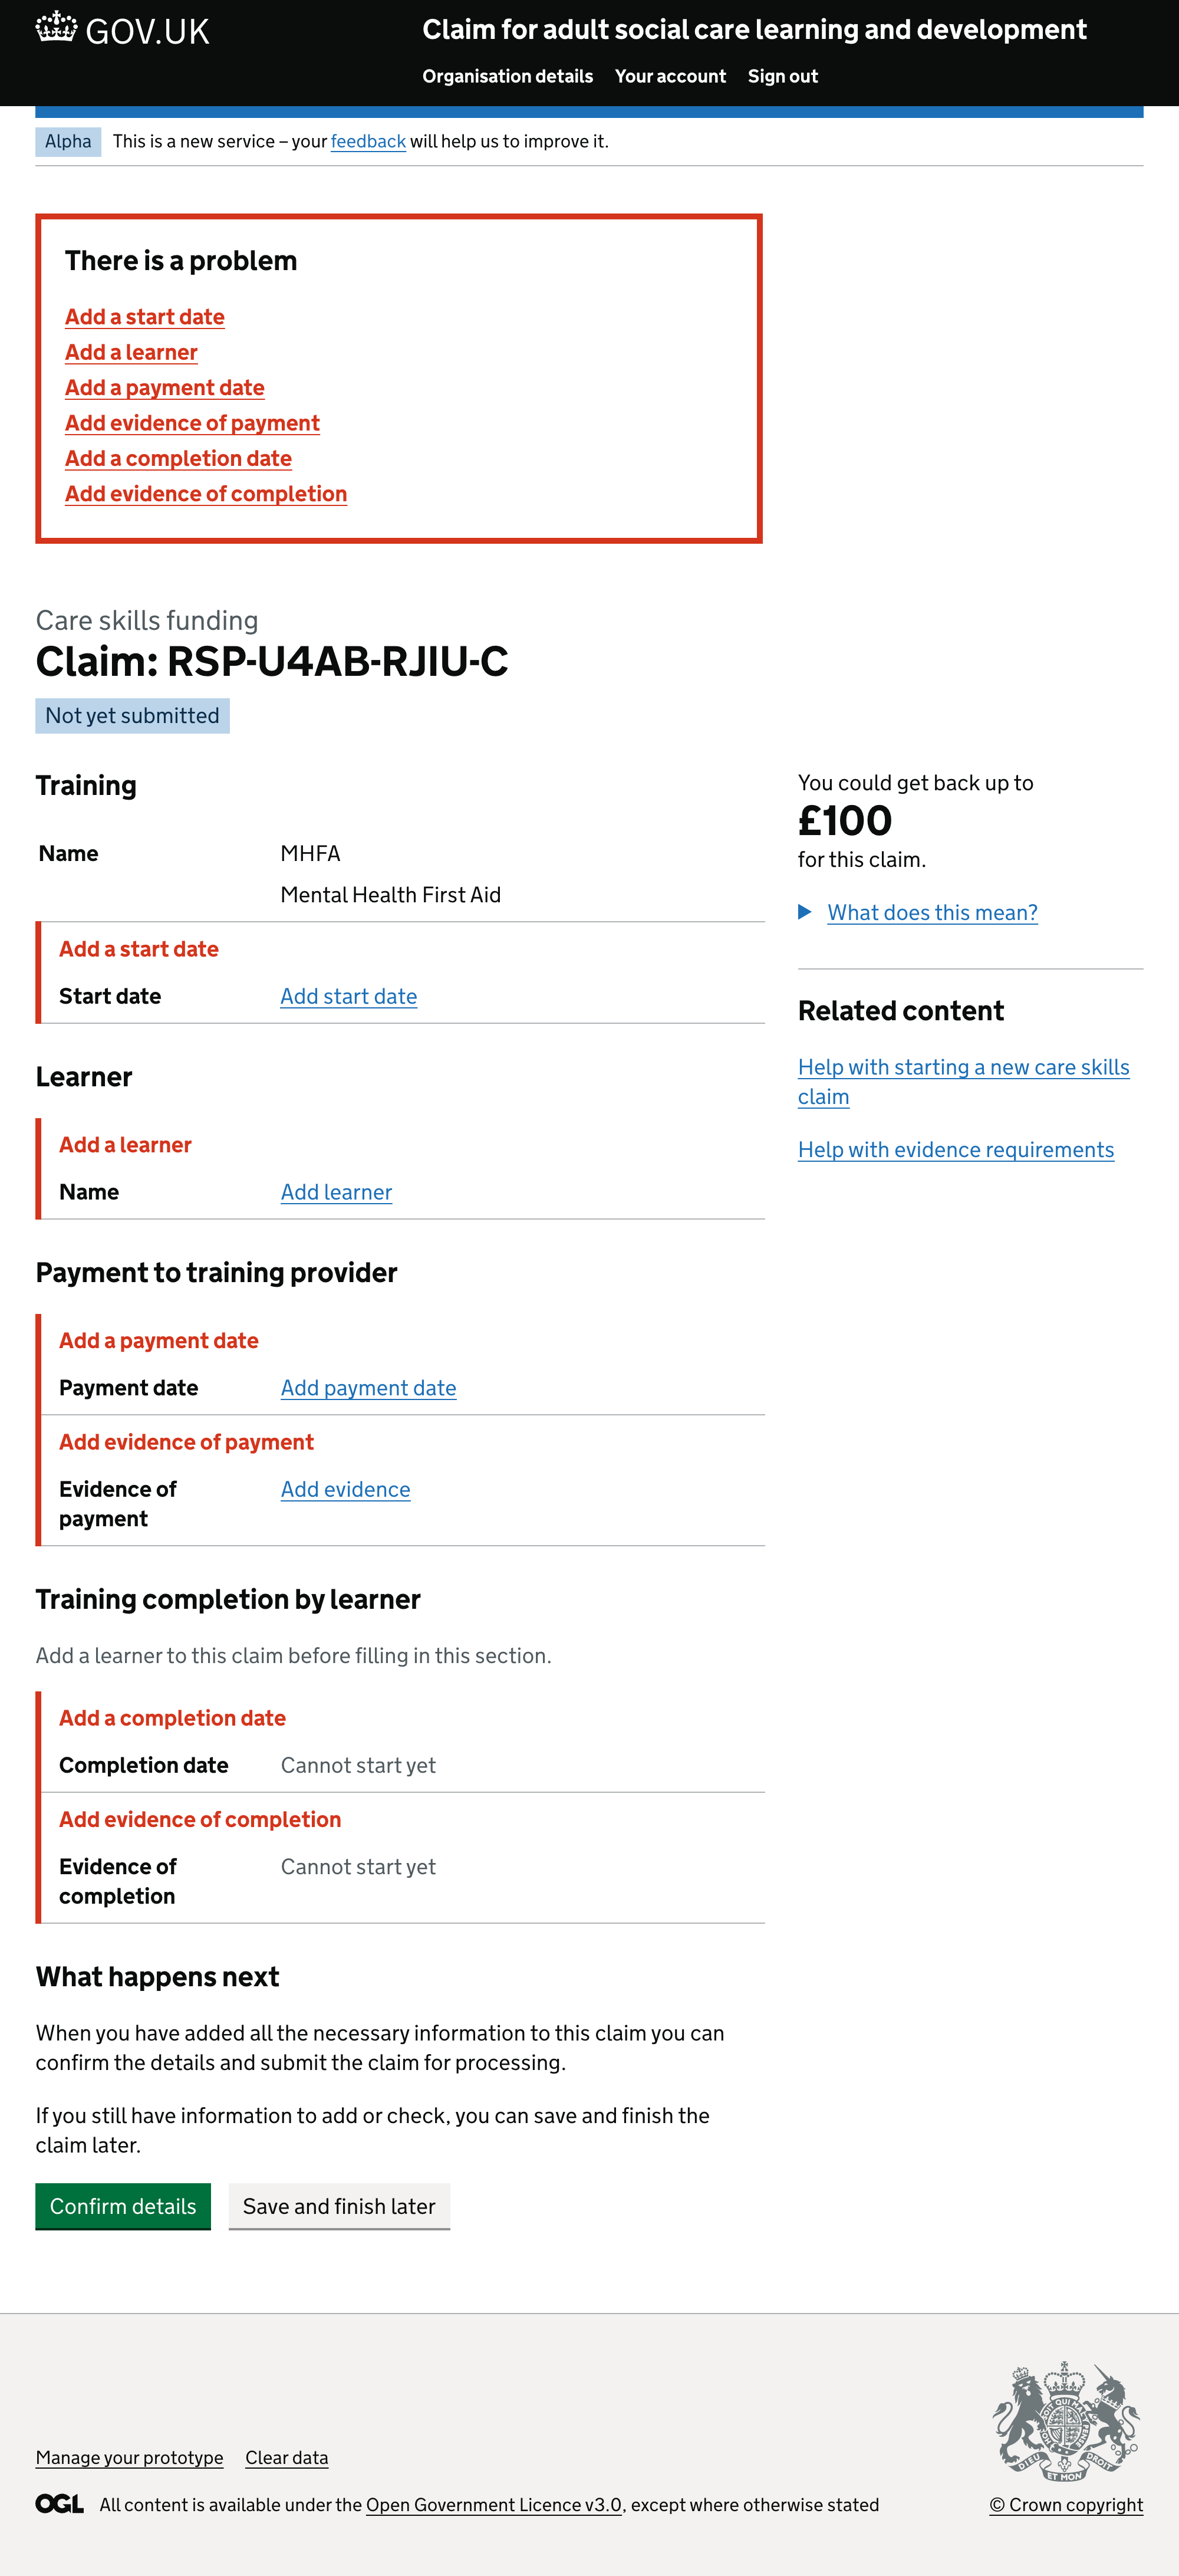 GOV.UK
Claim for adult social care learning and development
Organisation details Your account Sign out
Alpha This is a new service – your feedback will help us to improve it.
There is a problem
Add a start date
Add a learner
Add a payment date
Add evidence of payment
Add a completion date
Add evidence of completion
Care skills funding
Claim: RSP-U4AB-RJIU-C
Not yet submitted
Training
Name MHFA
Mental Health First Aid
Add a start date
Start date Add start date
Learner
Add a learner
Name Add learner
Payment to training provider
Add a payment date
Payment date Add payment date
Add evidence of payment
Evidence of
payment
Add evidence
Training completion by learner
Add a learner to this claim before filling in this section.
Add a completion date
Completion date Cannot start yet
Add evidence of completion
Evidence of
completion
Cannot start yet
What happens next
When you have added all the necessary information to this claim you can
confirm the details and submit the claim for processing.
If you still have information to add or check, you can save and finish the
claim later.
Confirm details Save and finish later
You could get back up to
£100
for this claim.
What does this mean?
Related content
Help with starting a new care skills
claim
Help with evidence requirements
Manage your prototype Clear data
OGL All content is available under the Open Government Licence v3.0, except where otherwise stated
DIEU ET MON DROIT
© Crown copyright